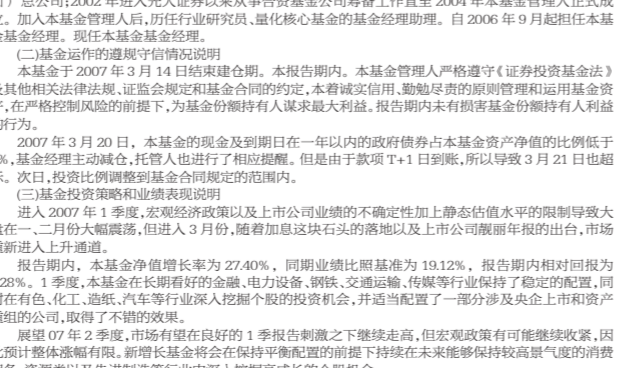 广总公司;2002年进入光大证券以来从事合资基金公司筹备工作直至2004年本基金管理人正式成
立。加入本基金管理人后,历任行业研究员、量化核心基金的基金经理助理。自2006年9月起担任本基
金基金经理。现任本基金基金经理。
(二)基金运作的遵规守信情况说明
本基金于2007年3月14日结束建仓期。本报告期内。本基金管理人严格遵守《证券投资基金法》
及其他相关法律法规、证监会规定和基金合同的约定,本着诚实信用、勤勉尽责的原则管理和运用基金资
产,在严格控制风险的前提下,为基金份额持有人谋求最大利益。报告期内未有损害基金份额持有人利益
的行为。
2007年3月20日,本基金的现金及到期日在一年以内的政府债券占本基金资产净值的比例低于
%,基金经理主动减仓,托管人也进行了相应提醒。但是由于款项T+1日到账,所以导致3月21日也超
标。次日,投资比例调整到基金合同规定的范围内。
(三)基金投资策略和业绩表现说明
进入2007年1季度,宏观经济政策以及上市公司业绩的不确定性加上静态估值水平的限制导致大
盘在一、二月份大幅震荡,但进入3月份,随着加息这块石头的落地以及上市公司靓丽年报的出台,市场
重新进入上升通道。
报告期内,本基金净值增长率为27.40%,同期业绩比照基准为19.12%,报告期内相对回报为
.28%。1季度,本基金在长期看好的金融、电力设备、钢铁、交通运输、传媒等行业保持了稳定的配置,同
时在有色、化工、造纸、汽车等行业深入挖掘个股的投资机会,并适当配置了一部分涉及央企上市和资产
重组的公司,取得了不错的效果。
展望07年2季度,市场有望在良好的1季报告刺激之下继续走高,但宏观政策有可能继续收紧,因
此预计整体涨幅有限。新增长基金将会在保持平衡配置的前提下持续在未来能够保持较高景气度的消费